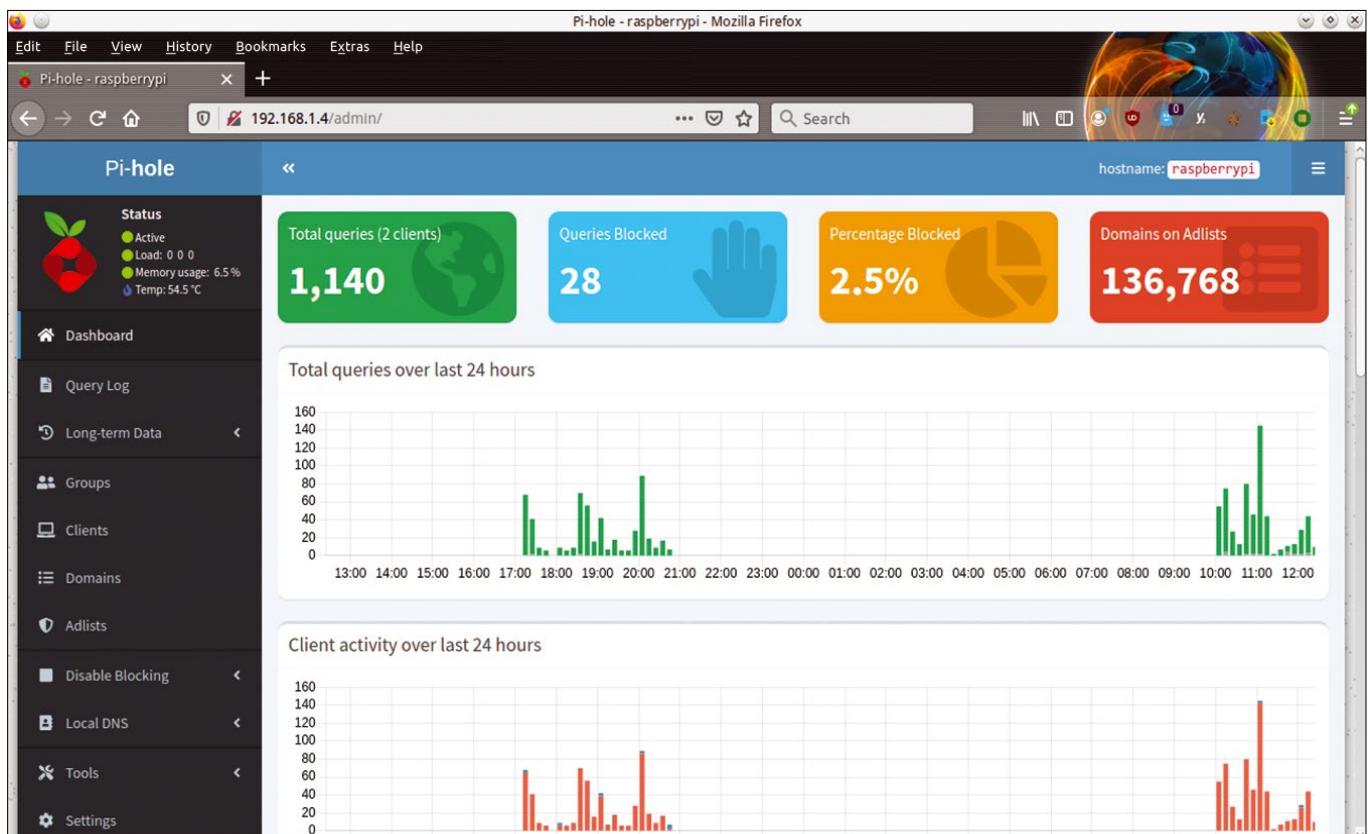 Pi-hole - raspberrypi - Mozilla Firefox
Edit File View History Bookmarks Extras Help
Pi-hole - raspberrypi
192.168.1.4/admin/
Search
0
Pi-hole
hostname: raspberrypi
Status
Active
Load: 0 0 0
Memory usage: 6.5 %
Temp: 54.5 °C
Dashboard
Query Log
Long-term Data
Groups
Clients
Domains
Adlists
Disable Blocking
Local DNS
Tools
Settings
Total queries (2 clients)
1,140
Queries Blocked
28
Percentage Blocked
2.5%
Domains on Adlists
136,768
Total queries over last 24 hours
160
140
120
100
80
60
40
20
0
13:00 14:00 15:00 16:00 17:00 18:00 19:00 20:00 21:00 22:00 23:00 00:00 01:00 02:00 03:00 04:00 05:00 06:00 07:00 08:00 09:00 10:00 11:00 12:00
Client activity over last 24 hours
160
140
120
100
80
60
40
20
0